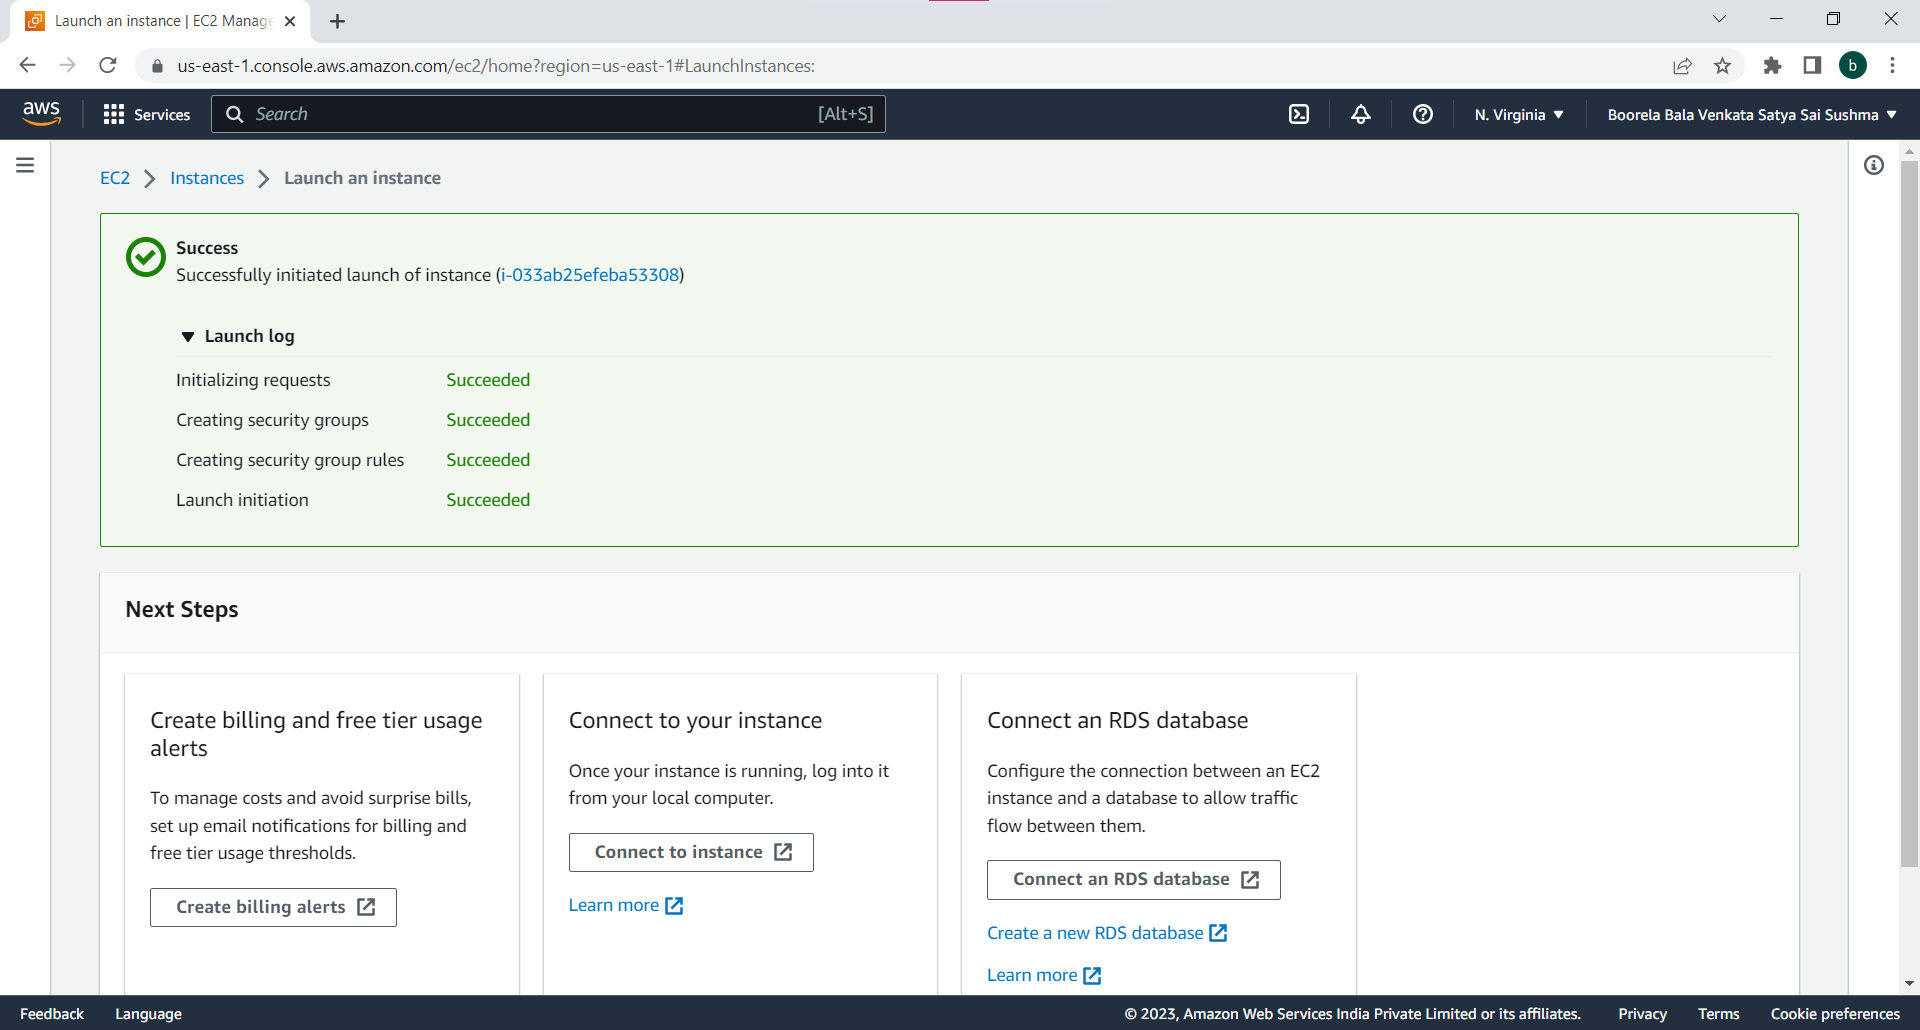 Launch an instance | EC2 Manage
us-east-1.console.aws.amazon.com/ec2/home?region=us-east-1#LaunchInstances:
b
aws
Services
Search
[Alt+S]
N. Virginia
Boorela Bala Venkata Satya Sai Sushma
EC2
Instances
Launch an instance
Success
Successfully initiated launch of instance (i-033ab25efeba53308)
Launch log
Initializing requests Succeeded
Creating security groups Succeeded
Creating security group rules Succeeded
Launch initiation Succeeded
Next Steps
Create billing and free tier usage
alerts
To manage costs and avoid surprise bills,
set up email notifications for billing and
free tier usage thresholds.
Create billing alerts
Connect to your instance
Once your instance is running, log into it
from your local computer.
Connect to instance
Learn more
Connect an RDS database
Configure the connection between an EC2
instance and a database to allow traffic
flow between them.
Connect an RDS database
Create a new RDS database
Learn more
Feedback
Language
© 2023, Amazon Web Services India Private Limited or its affiliates.
Privacy
Terms
Cookie preferences